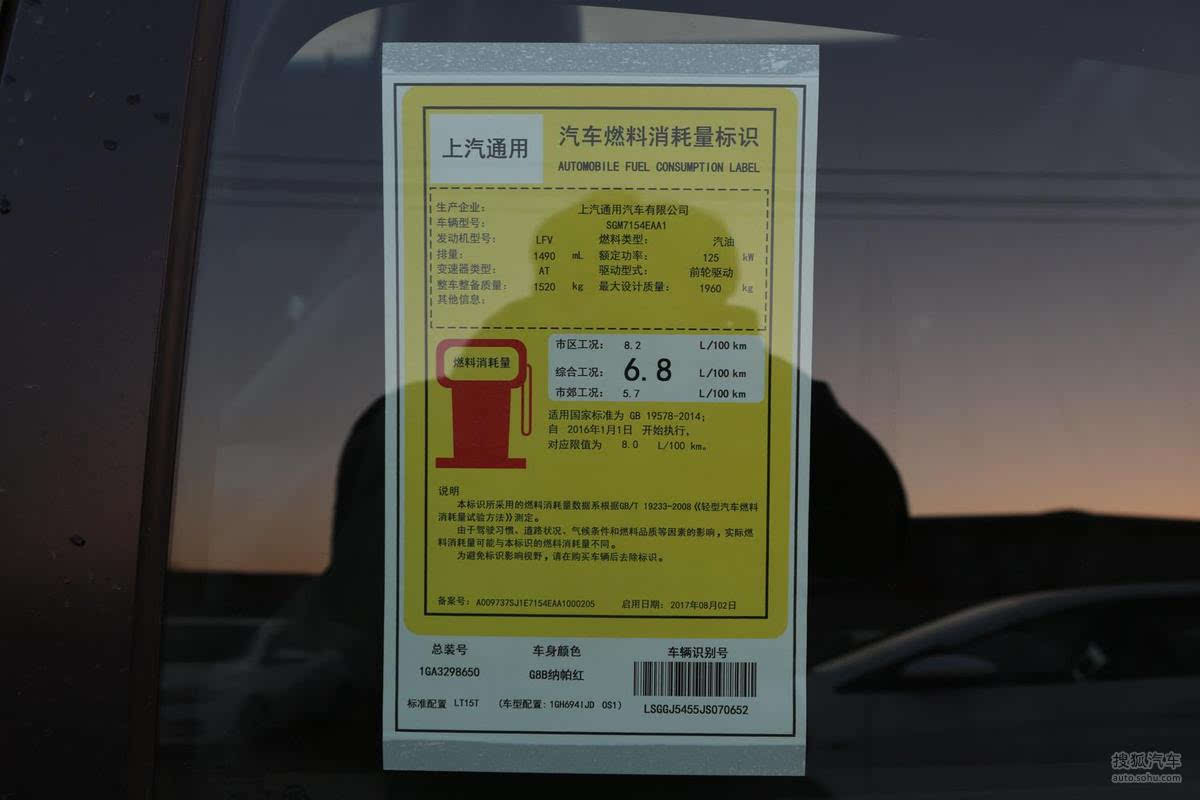 上汽通用
汽车燃料消耗量标识
AUTOMOBILE FUEL CONSUMPTION LABEL
生产企业： 上汽通用汽车有限公司
车辆型号： SGM7154EAA1
发动机型号： LFV 燃料类型： 汽油
排量： 1490 mL 额定功率： 125 kW
变速器类型： AT 驱动型式： 前轮驱动
整车整备质量： 1520 kg 最大设计质量： 1960 kg
其他信息：
燃料消耗量
市区工况： 8.2 L/100 km
综合工况： 6.8 L/100 km
市郊工况： 5.7 L/100 km
适用国家标准为 GB 19578-2014；
自 2016年1月1日 开始执行，
对应限值为 8.0 L/100 km。
说明
本标识所采用的燃料消耗量数据系根据GB/T 19233-2008《轻型汽车燃料
消耗量试验方法》测定。
由于驾驶习惯、道路状况、气候条件和燃料品质等因素的影响，实际燃
料消耗量可能与本标识的燃料消耗量不同。
为避免标识影响视野，请在购买车辆后去除标识。
备案号： A009737SJ1E7154EAA1000205 启用日期： 2017年08月02日
总装号 车身颜色 车辆识别号
1GA3298650 G8B纳帕红
标准配置 LT15T (车型配置：1GH694IJD OS1) LSGGJ5455JS070652
搜狐汽车
auto.sohu.com